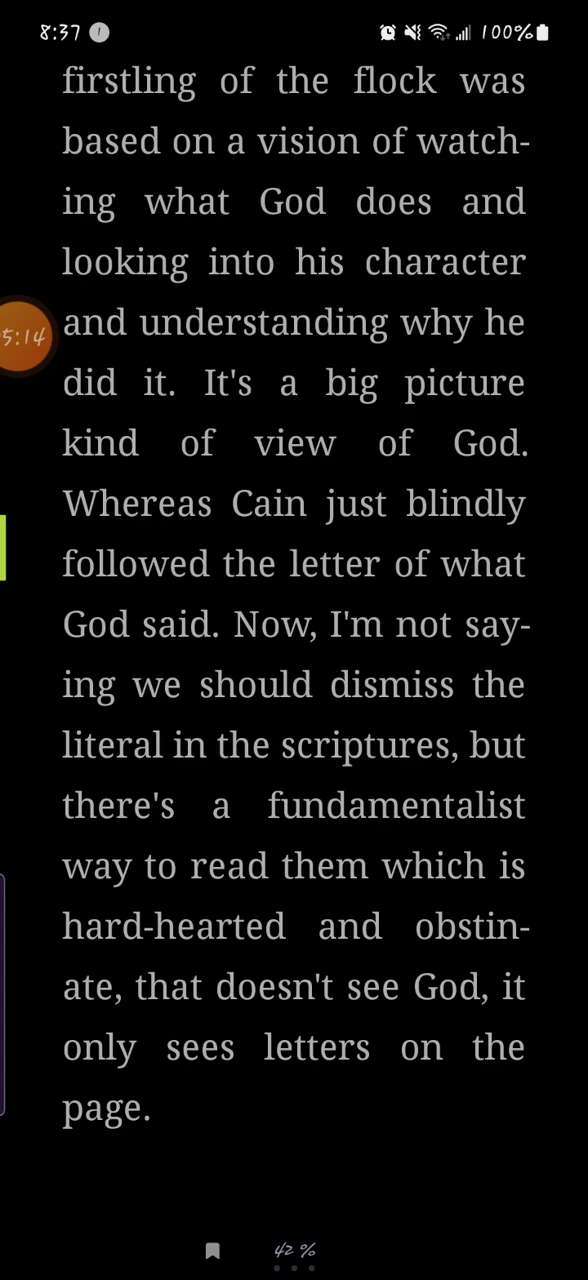 8:37
100%
firstling of the flock was
based on a vision of watch-
ing what God does and
looking into his character
5:14
and understanding why he
did it. It's a big picture
kind of view of God.
Whereas Cain just blindly
followed the letter of what
God said. Now, I'm not say-
ing we should dismiss the
literal in the scriptures, but
there's a fundamentalist
way to read them which is
hard-hearted and obstin-
ate, that doesn't see God, it
only sees letters on the
page.
42%